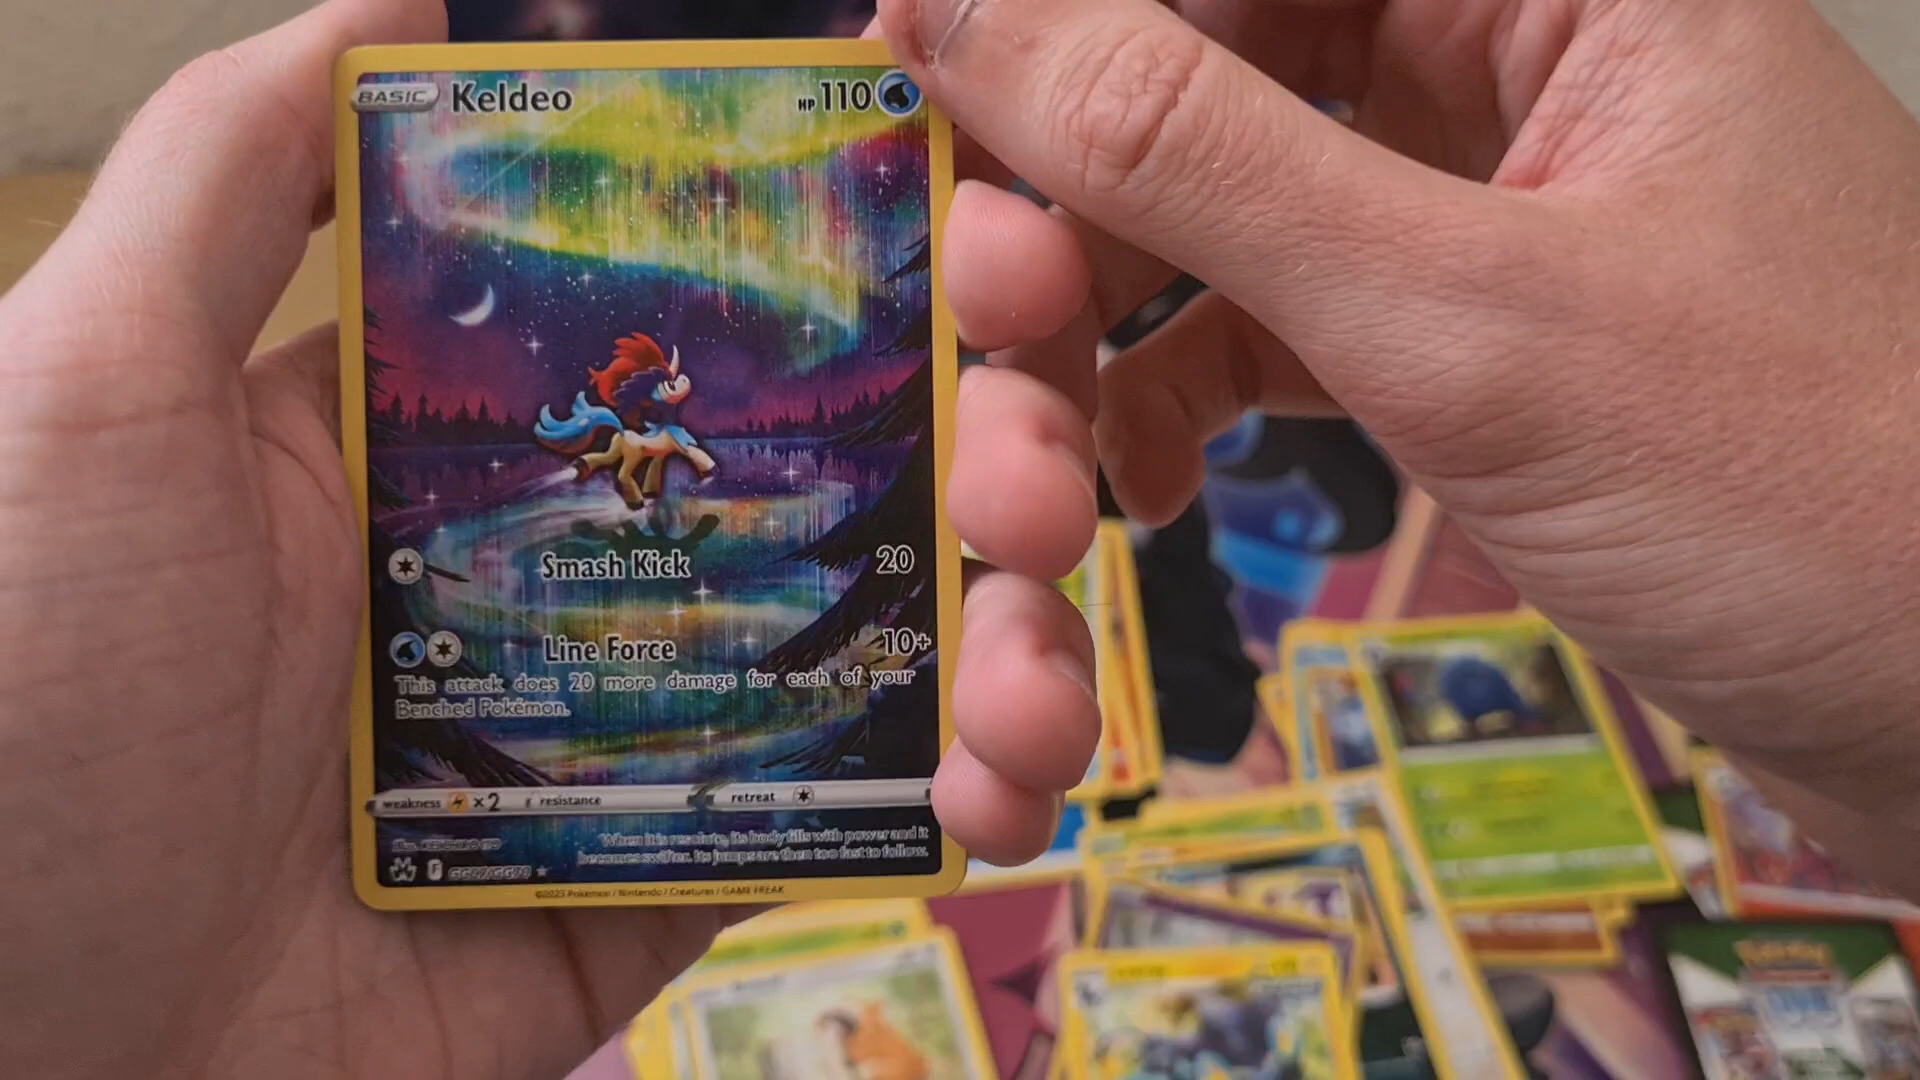 BASIC Keldeo HP 110
Smash Kick 20
Line Force 10+
This attack does 20 more damage for each of your
Benched Pokémon.
weakness ×2 resistance retreat
When it is resolute, its body fills with power and it
becomes swifter. Its jumps are then too fast to follow.
F
©2023 Pokémon / Nintendo / Creatures / GAME FREAK